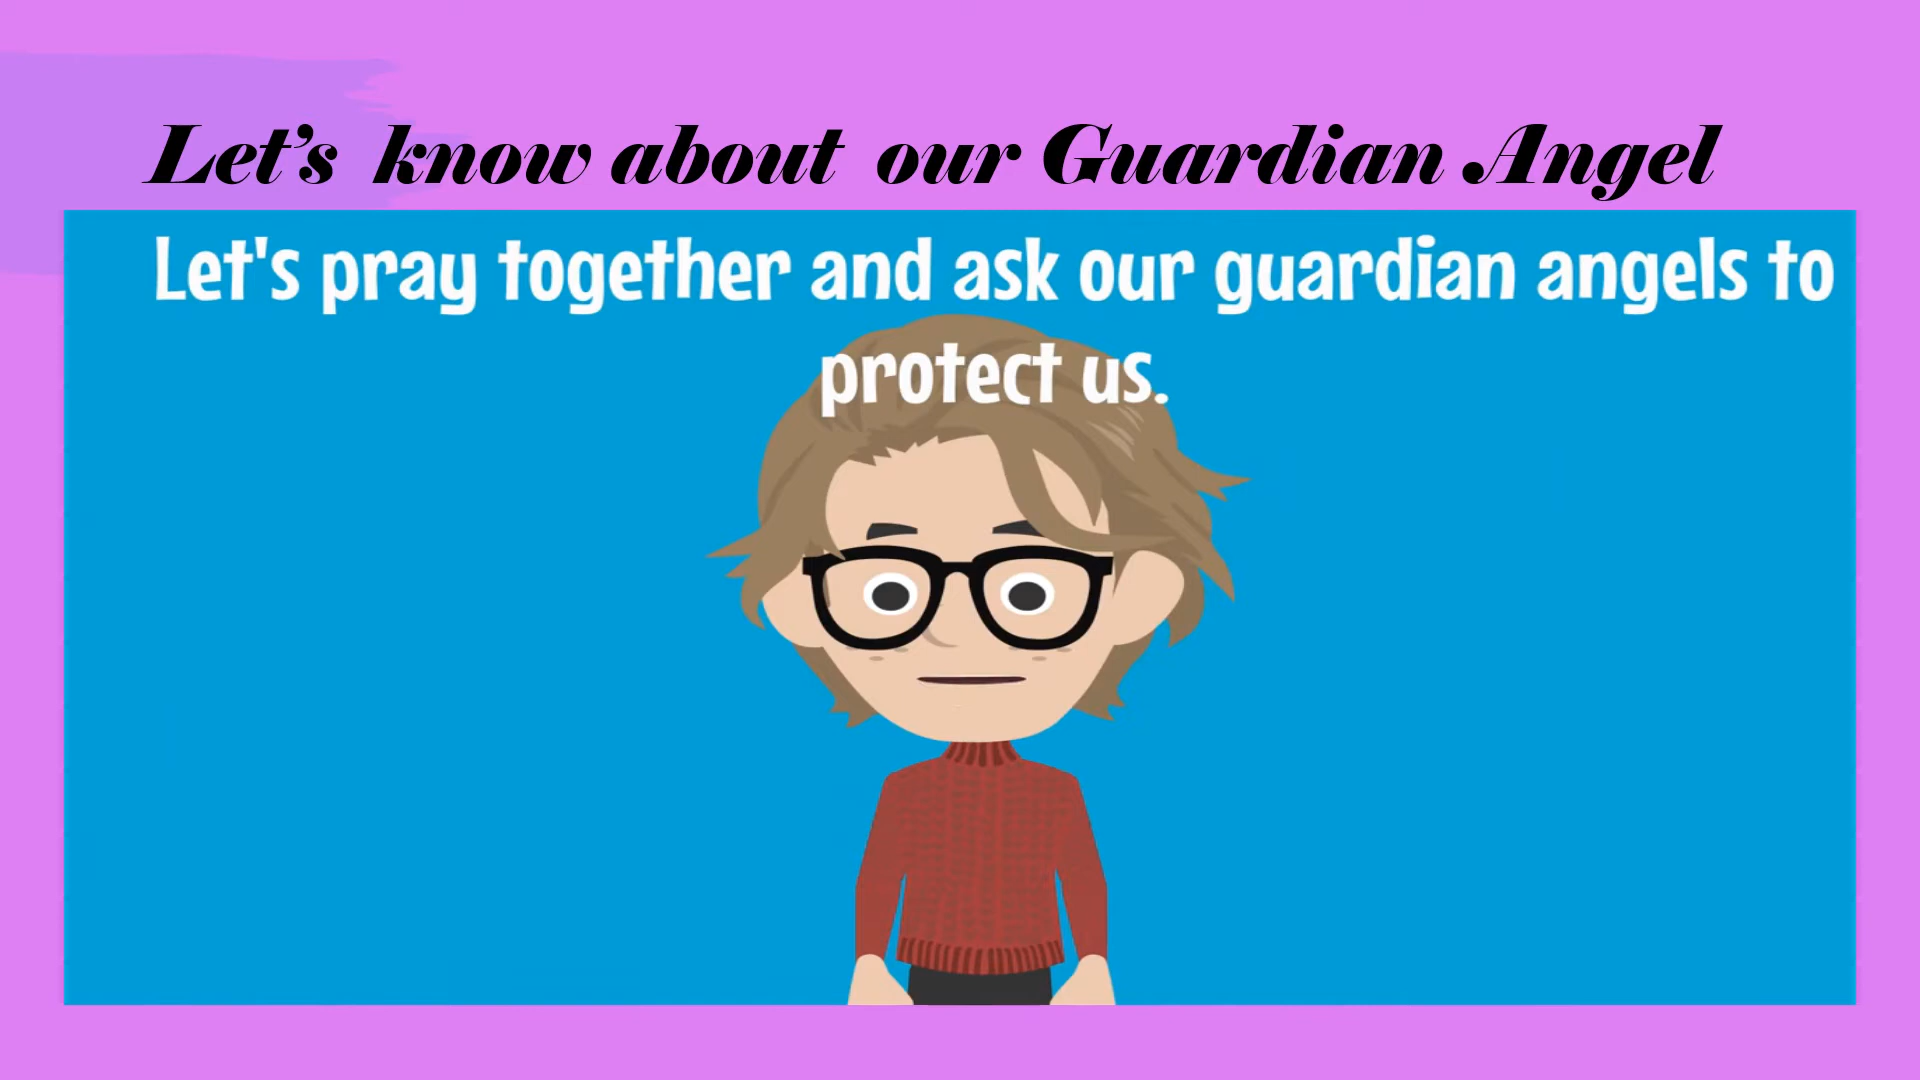 Let’s know about our Guardian Angel
Let's pray together and ask our guardian angels to
protect us.